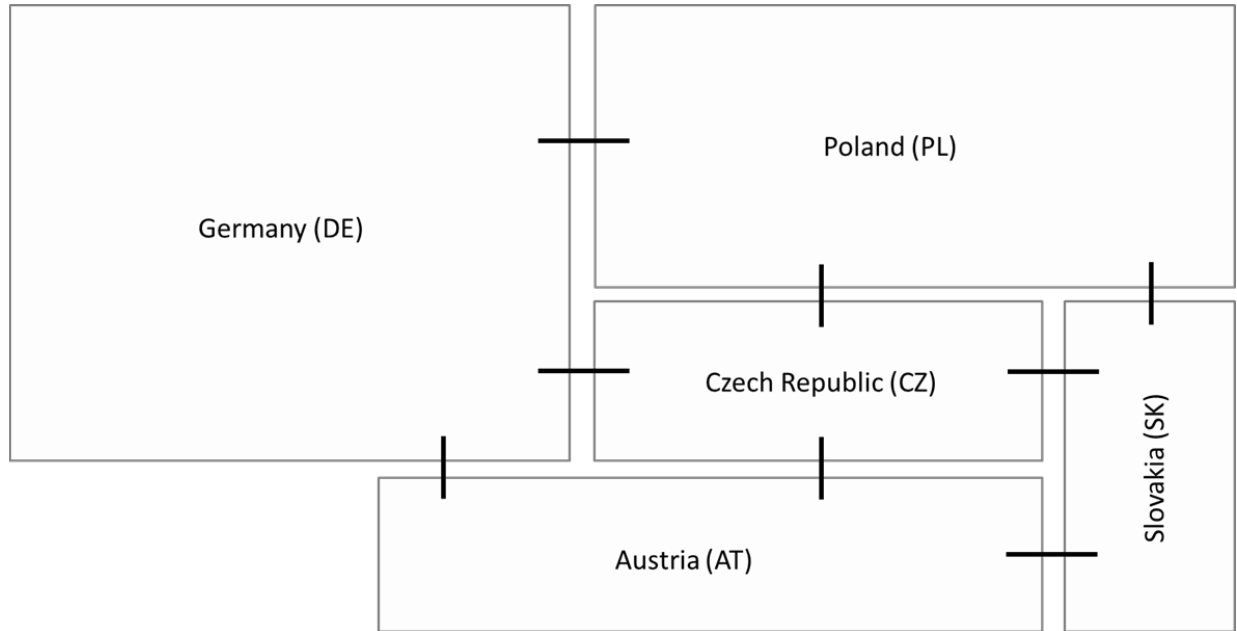 Poland (PL)
Germany (DE)
Czech Republic (CZ)
Slovakia (SK)
Austria (AT)